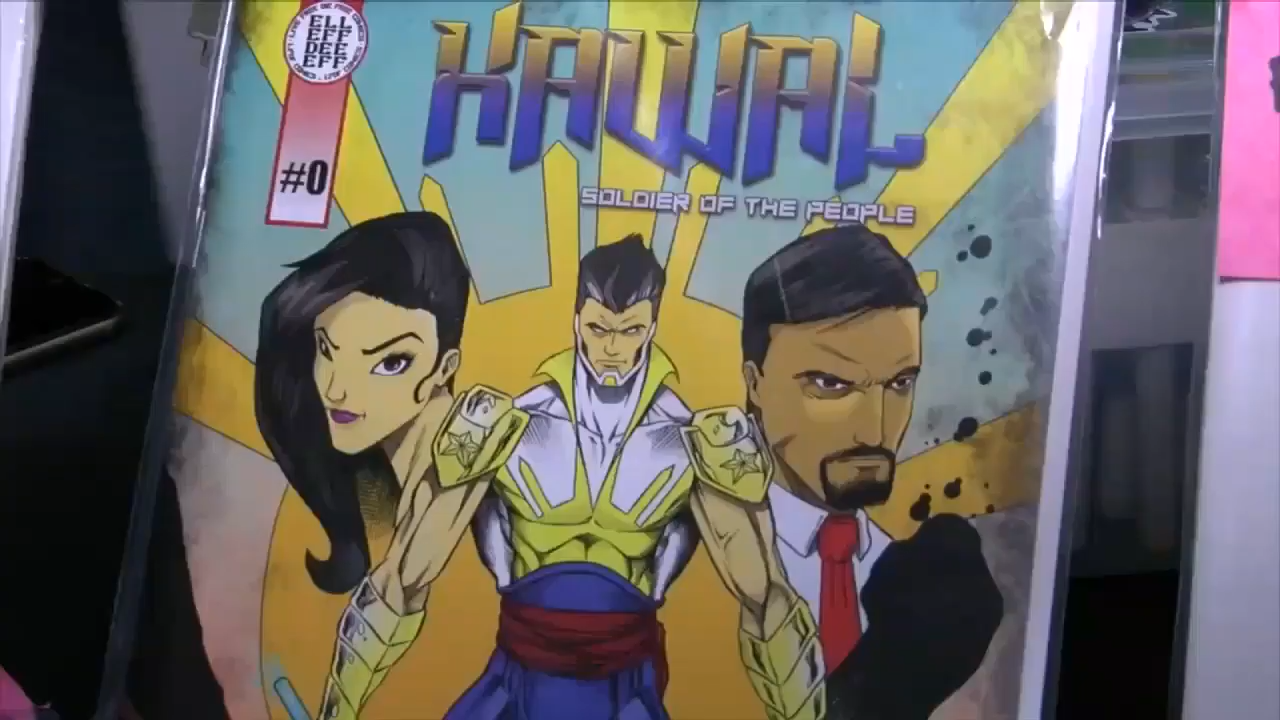 ELL
EFF
DEE
EFF
#0
KAWAL
SOLDIER OF THE PEOPLE